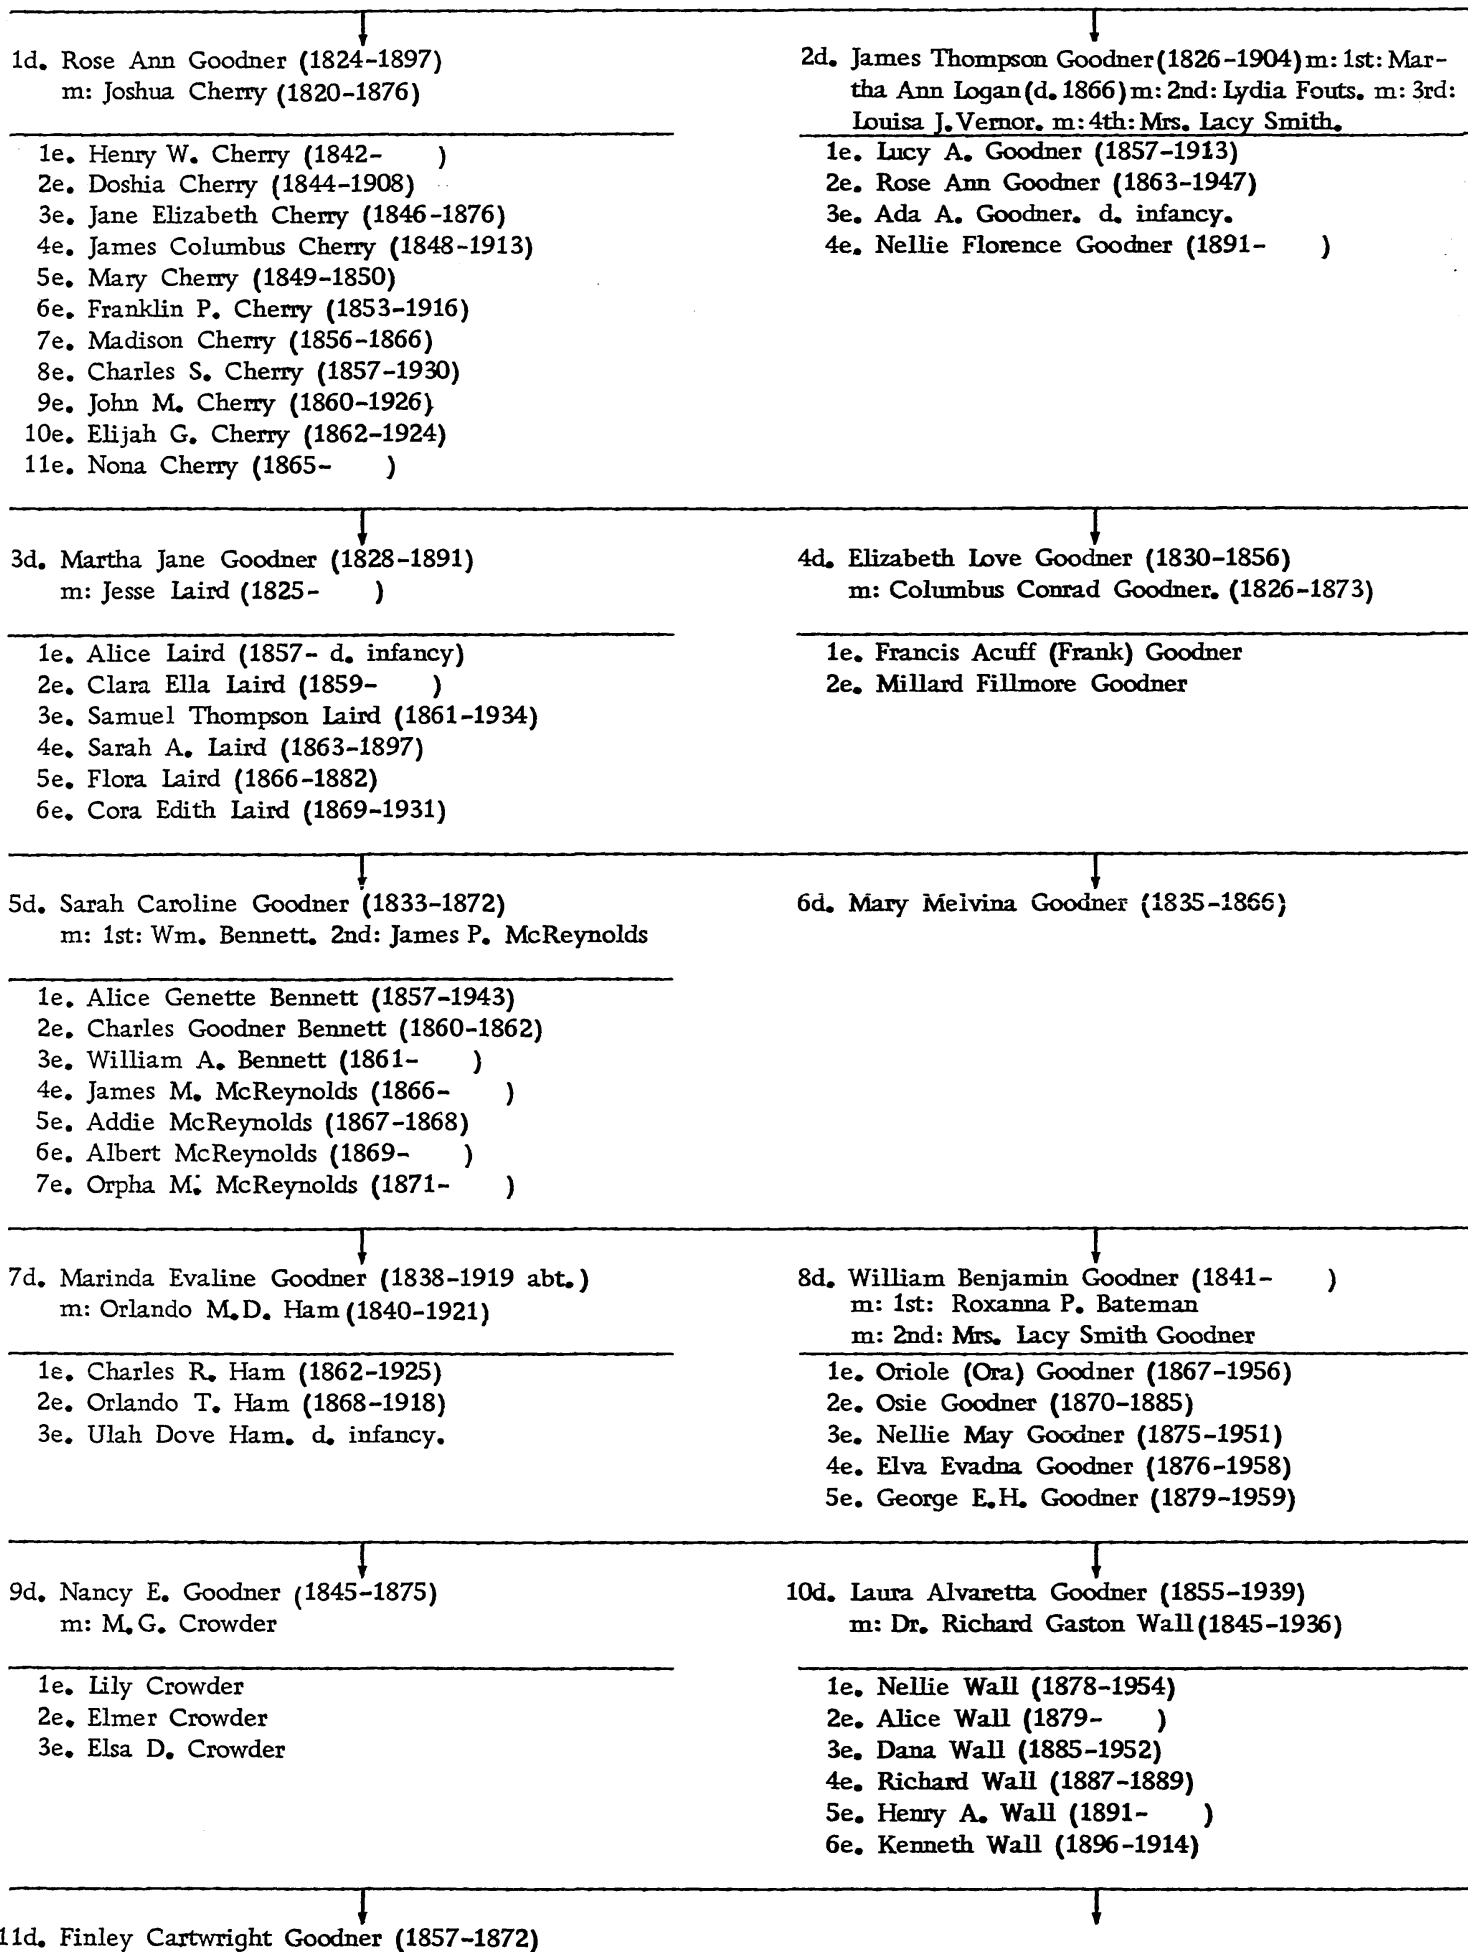 1d. Rose Ann Goodner (1824-1897)
m: Joshua Cherry (1820-1876)
1e. Henry W. Cherry (1842- )
2e. Doshia Cherry (1844-1908)
3e. Jane Elizabeth Cherry (1846-1876)
4e. James Columbus Cherry (1848-1913)
5e. Mary Cherry (1849-1850)
6e. Franklin P. Cherry (1853-1916)
7e. Madison Cherry (1856-1866)
8e. Charles S. Cherry (1857-1930)
9e. John M. Cherry (1860-1926)
10e. Elijah G. Cherry (1862-1924)
11e. Nona Cherry (1865- )
2d. James Thompson Goodner (1826-1904) m: 1st: Mar-
tha Ann Logan (d. 1866) m: 2nd: Lydia Fouts. m: 3rd:
Louisa J. Vernor. m: 4th: Mrs. Lacy Smith.
1e. Lucy A. Goodner (1857-1913)
2e. Rose Ann Goodner (1863-1947)
3e. Ada A. Goodner. d. infancy.
4e. Nellie Florence Goodner (1891- )
3d. Martha Jane Goodner (1828-1891)
m: Jesse Laird (1825- )
1e. Alice Laird (1857- d. infancy)
2e. Clara Ella Laird (1859- )
3e. Samuel Thompson Laird (1861-1934)
4e. Sarah A. Laird (1863-1897)
5e. Flora Laird (1866-1882)
6e. Cora Edith Laird (1869-1931)
4d. Elizabeth Love Goodner (1830-1856)
m: Columbus Conrad Goodner. (1826-1873)
1e. Francis Acuff (Frank) Goodner
2e. Millard Fillmore Goodner
5d. Sarah Caroline Goodner (1833-1872)
m: 1st: Wm. Bennett. 2nd: James P. McReynolds
1e. Alice Genette Bennett (1857-1943)
2e. Charles Goodner Bennett (1860-1862)
3e. William A. Bennett (1861- )
4e. James M. McReynolds (1866- )
5e. Addie McReynolds (1867-1868)
6e. Albert McReynolds (1869- )
7e. Orpha M. McReynolds (1871- )
6d. Mary Melvina Goodner (1835-1866)
7d. Marinda Evaline Goodner (1838-1919 abt.)
m: Orlando M.D. Ham (1840-1921)
1e. Charles R. Ham (1862-1925)
2e. Orlando T. Ham (1868-1918)
3e. Ulah Dove Ham. d. infancy.
8d. William Benjamin Goodner (1841- )
m: 1st: Roxanna P. Bateman
m: 2nd: Mrs. Lacy Smith Goodner
1e. Oriole (Ora) Goodner (1867-1956)
2e. Osie Goodner (1870-1885)
3e. Nellie May Goodner (1875-1951)
4e. Elva Evadna Goodner (1876-1958)
5e. George E.H. Goodner (1879-1959)
9d. Nancy E. Goodner (1845-1875)
m: M.G. Crowder
1e. Lily Crowder
2e. Elmer Crowder
3e. Elsa D. Crowder
10d. Laura Alvaretta Goodner (1855-1939)
m: Dr. Richard Gaston Wall (1845-1936)
1e. Nellie Wall (1878-1954)
2e. Alice Wall (1879- )
3e. Dana Wall (1885-1952)
4e. Richard Wall (1887-1889)
5e. Henry A. Wall (1891- )
6e. Kenneth Wall (1896-1914)
11d. Finley Cartwright Goodner (1857-1872)